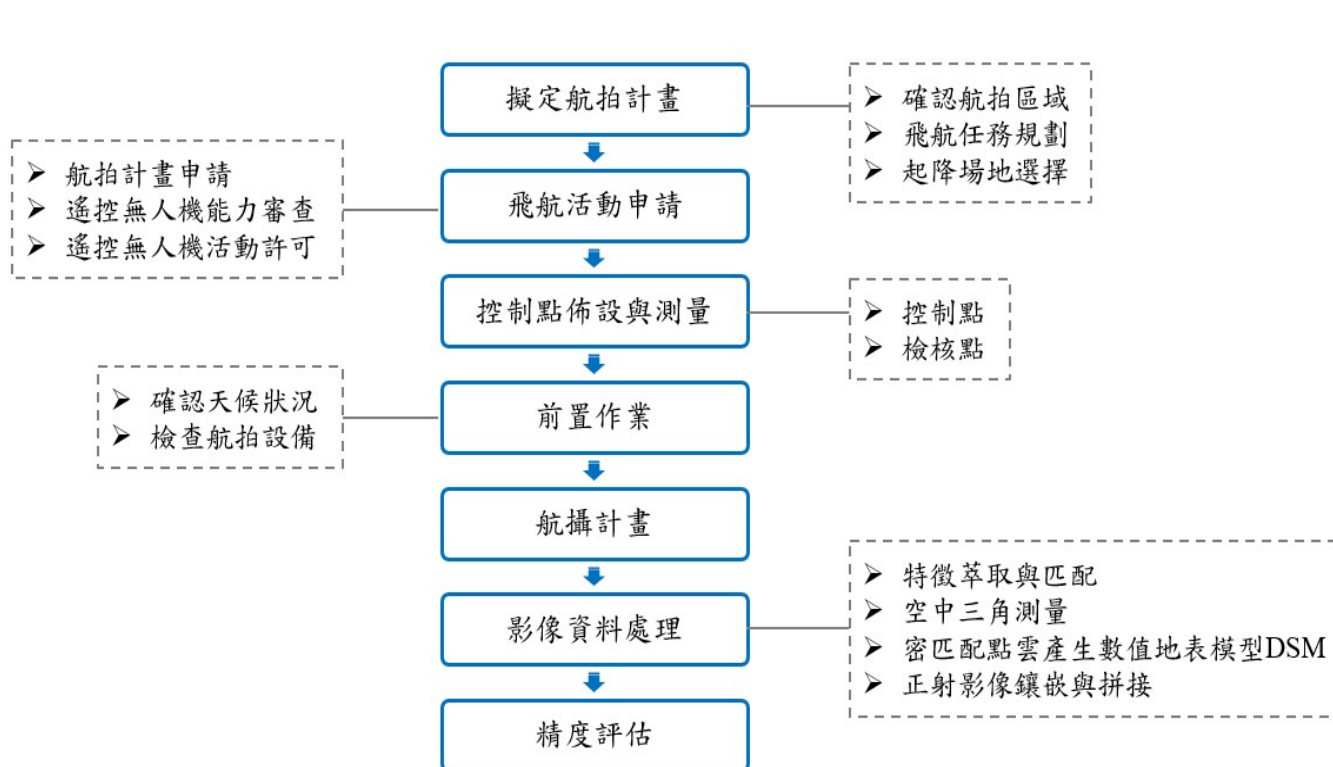 擬定航拍計畫
➢ 確認航拍區域
➢ 飛航任務規劃
➢ 起降場地選擇
飛航活動申請
➢ 航拍計畫申請
➢ 遙控無人機能力審查
➢ 遙控無人機活動許可
控制點佈設與測量
➢ 控制點
➢ 檢核點
前置作業
➢ 確認天候狀況
➢ 檢查航拍設備
航攝計畫
影像資料處理
➢ 特徵萃取與匹配
➢ 空中三角測量
➢ 密匹配點雲產生數值地表模型DSM
➢ 正射影像鑲嵌與拼接
精度評估